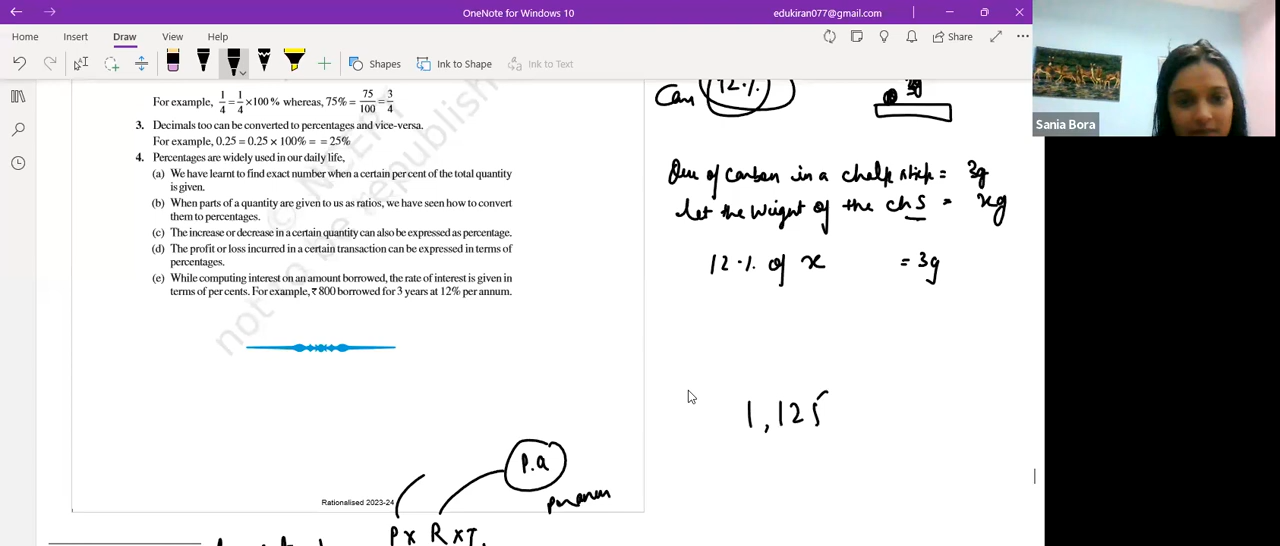 OneNote for Windows 10
edukiran077@gmail.com
Home Insert Draw View Help
Share
Shapes Ink to Shape Ink to Text
For example, 1/4 = 1/4 ×100 % whereas, 75% = 75/100 = 3/4
3. Decimals too can be converted to percentages and vice-versa.
For example, 0.25 = 0.25 × 100% = = 25%
4. Percentages are widely used in our daily life,
(a) We have learnt to find exact number when a certain per cent of the total quantity
is given.
(b) When parts of a quantity are given to us as ratios, we have seen how to convert
them to percentages.
(c) The increase or decrease in a certain quantity can also be expressed as percentage.
(d) The profit or loss incurred in a certain transaction can be expressed in terms of
percentages.
(e) While computing interest on an amount borrowed, the rate of interest is given in
terms of per cents. For example, ₹ 800 borrowed for 3 years at 12% per annum.
not to be republish
Rationalised 2023-24
P.a
P x R x T
12%
of carbon in a chalk stick = 3g
let the weight of the ch S = xg
12% of x = 3g
1,125
Sania Bora